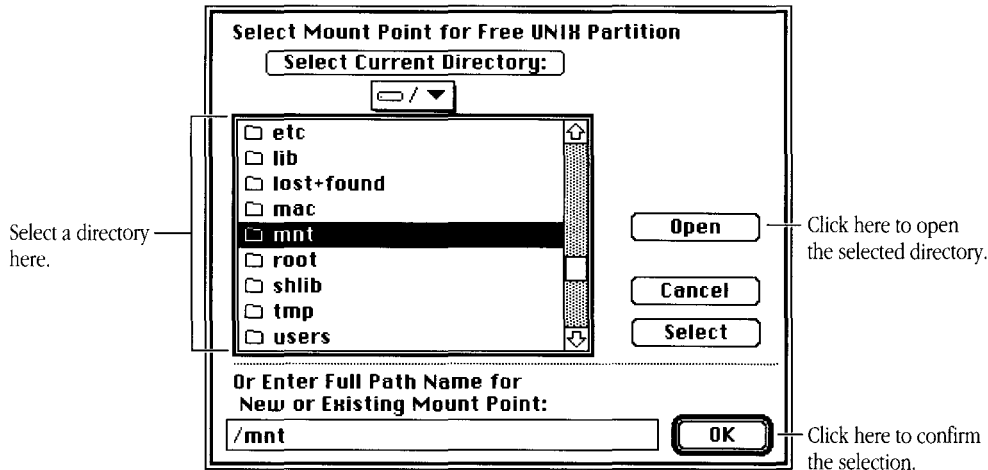 Select Mount Point for Free UNIX Partition
Select Current Directory:
/
etc
lib
lost+found
mac
mnt
root
shlib
tmp
users
Select a directory
here.
Open
Click here to open
the selected directory.
Cancel
Select
Or Enter Full Path Name for
New or Existing Mount Point:
/mnt
OK
Click here to confirm
the selection.